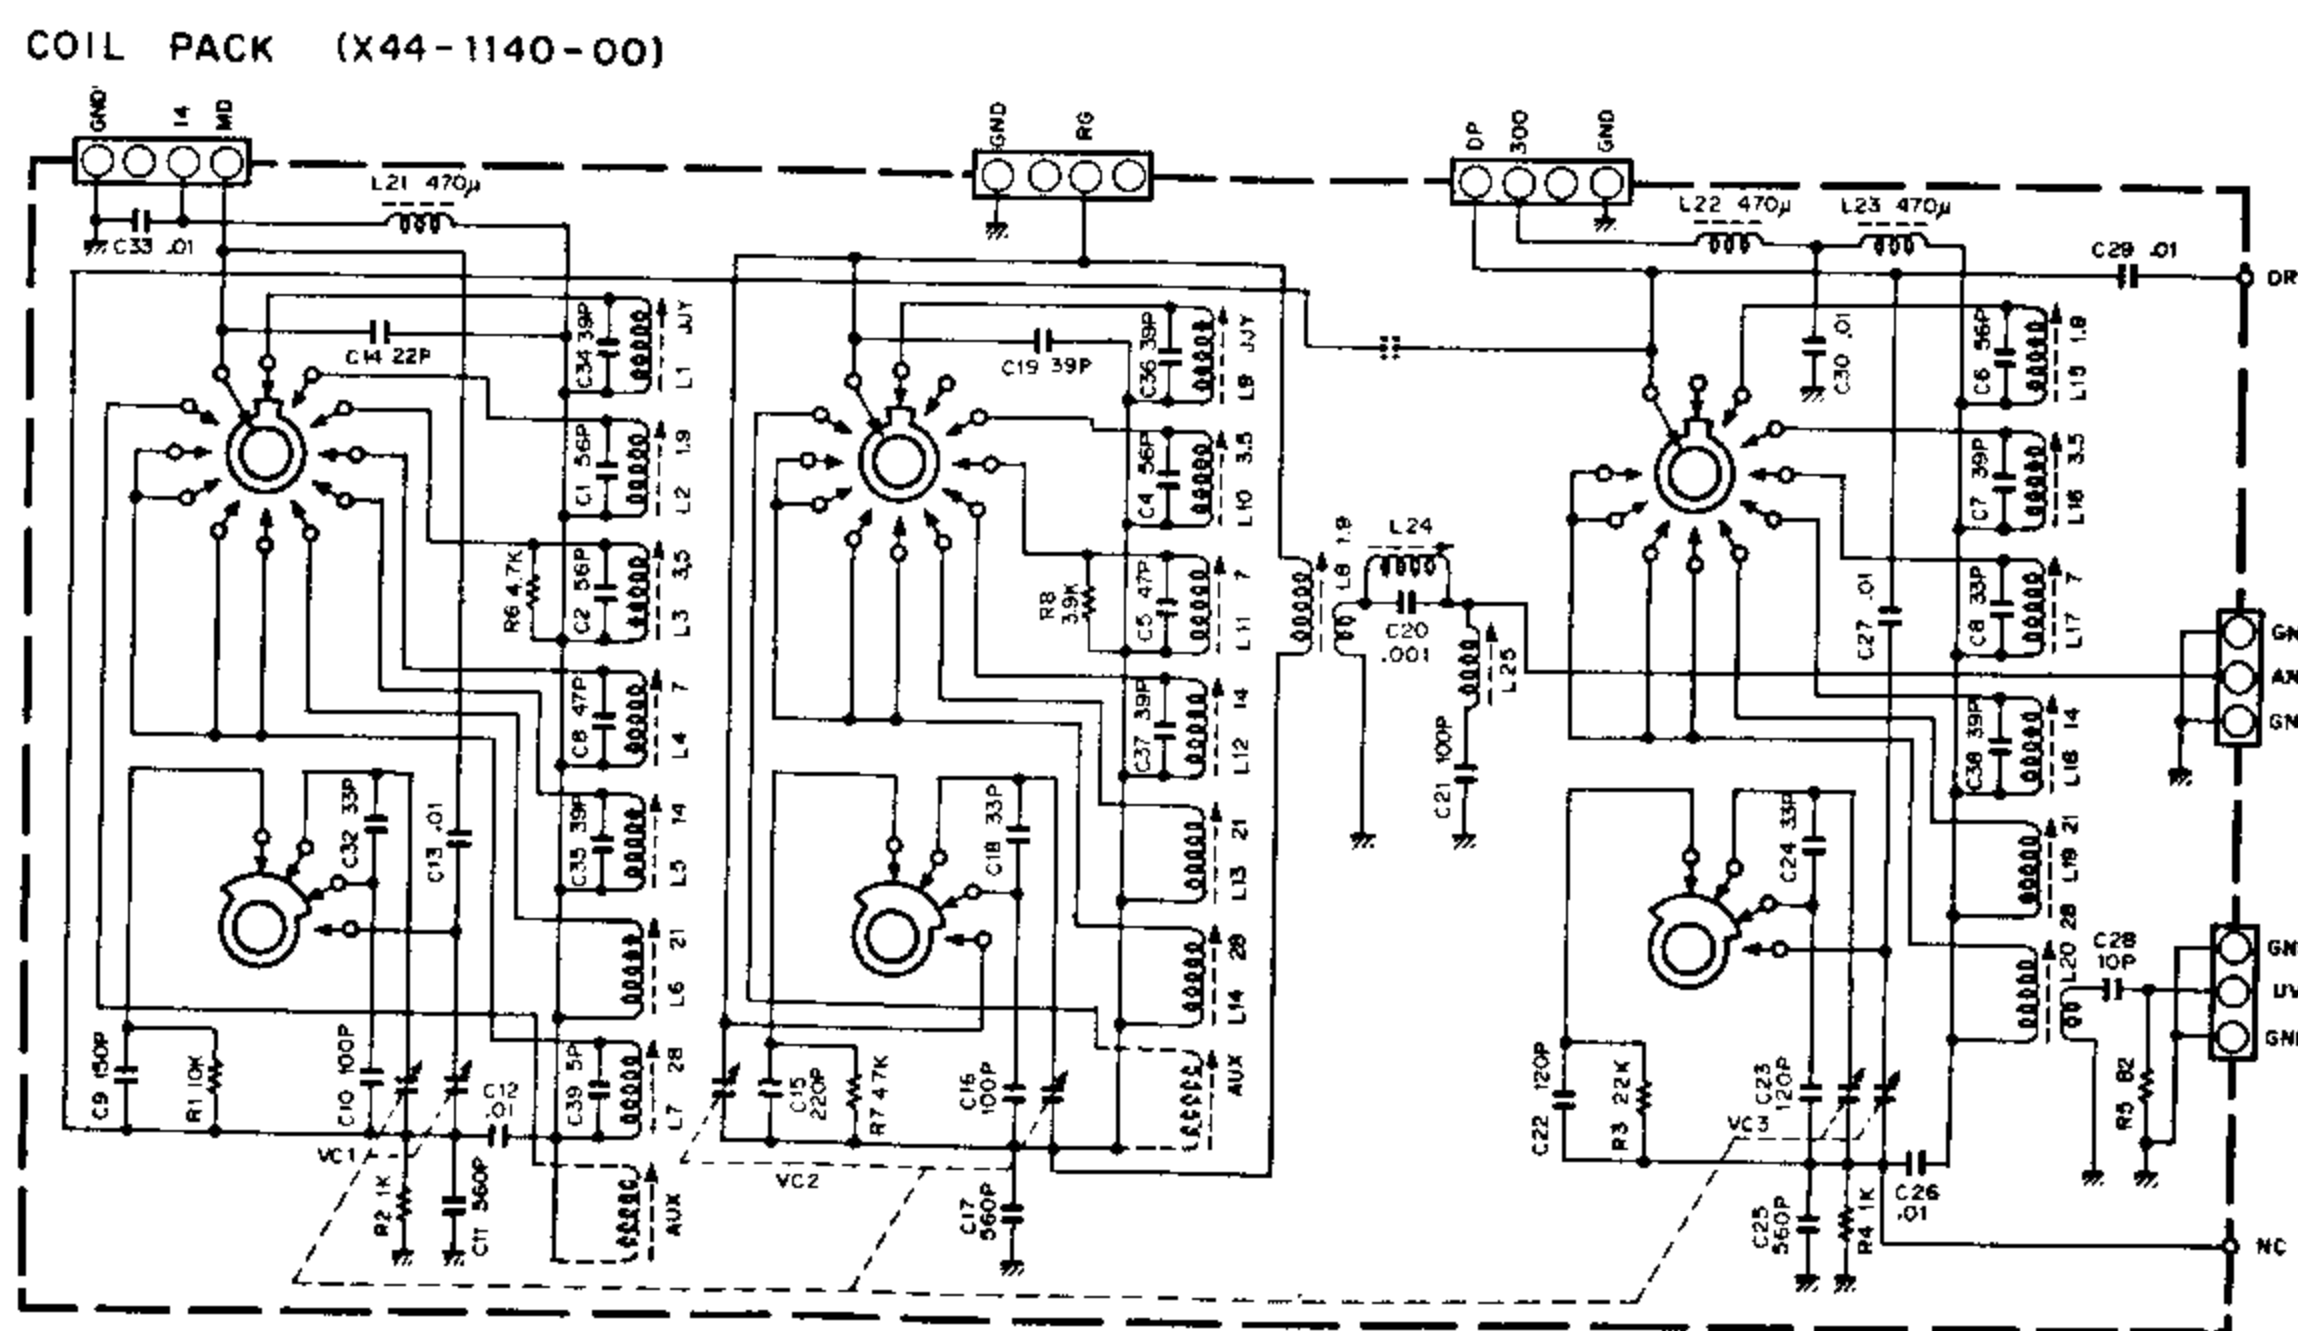 COIL PACK (X44-1140-00)
GND 14 MD
GND RG
DP 300 GND
L21 470µ
L22 470µ
L23 470µ
C33 .01
C29 .01
DR
C14 22P
C34 39P
L1 JJY
C19 39P
C36 39P
L9 JJY
C30 .01
C6 56P
L15 1.9
C1 56P
L2 1.9
C4 56P
L10 3.5
C7 39P
L16 3.5
R6 4.7K
C2 56P
L3 3.5
R8
3.9K
C5 47P
L11 7
L8 1.9
L24
C20
.001
L25
C21 100P
C27 .01
C8 33P
L17 7
GN
AN
GN
C8 47P
L4 7
C37 39P
L12 14
C38 39P
L18 14
C32 33P
C13 .01
C35 39P
L5 14
C18 33P
L13 21
C24 33P
L19 21
L6 21
L14 28
L20 28
C28
10P
GN
UV
GN
C9 150P
R1 10K
C10 100P
C12
.01
C39 5P
L7 28
C15
220P
R7 4.7K
C16
100P
AUX
C22 120P
R3 22K
C23
120P
R5 82
VC1
VC2
VC3
R2 1K
C11 560P
AUX
C17
560P
C25
560P
R4 1K
C26
.01
NC